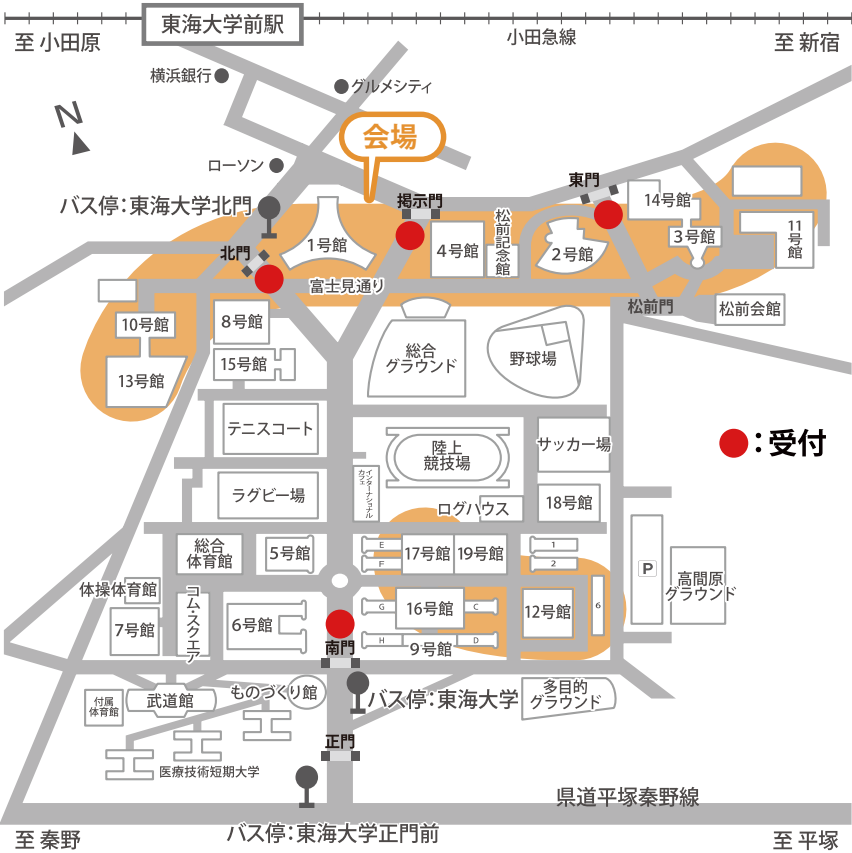 東海大学前駅
至 小田原
小田急線
至 新宿
横浜銀行
グルメシティ
N
会場
ローソン
東門
バス停：東海大学北門
掲示門
14号館
松前記念館
11号館
北門
1号館
4号館
2号館
3号館
富士見通り
松前門
松前会館
10号館
8号館
15号館
13号館
総合
グラウンド
野球場
テニスコート
陸上
競技場
サッカー場
：受付
ラグビー場
インターナショナル
カフェ
ログハウス
18号館
総合
体育館
5号館
E
F
17号館
19号館
1
2
P
高間原
グラウンド
体操体育館
コム・スクエア
7号館
6号館
G
16号館
C
12号館
6
H
D
9号館
南門
付属
体育館
武道館
ものづくり館
バス停：東海大学
多目的
グラウンド
正門
医療技術短期大学
県道平塚秦野線
至 秦野
バス停：東海大学正門前
至 平塚